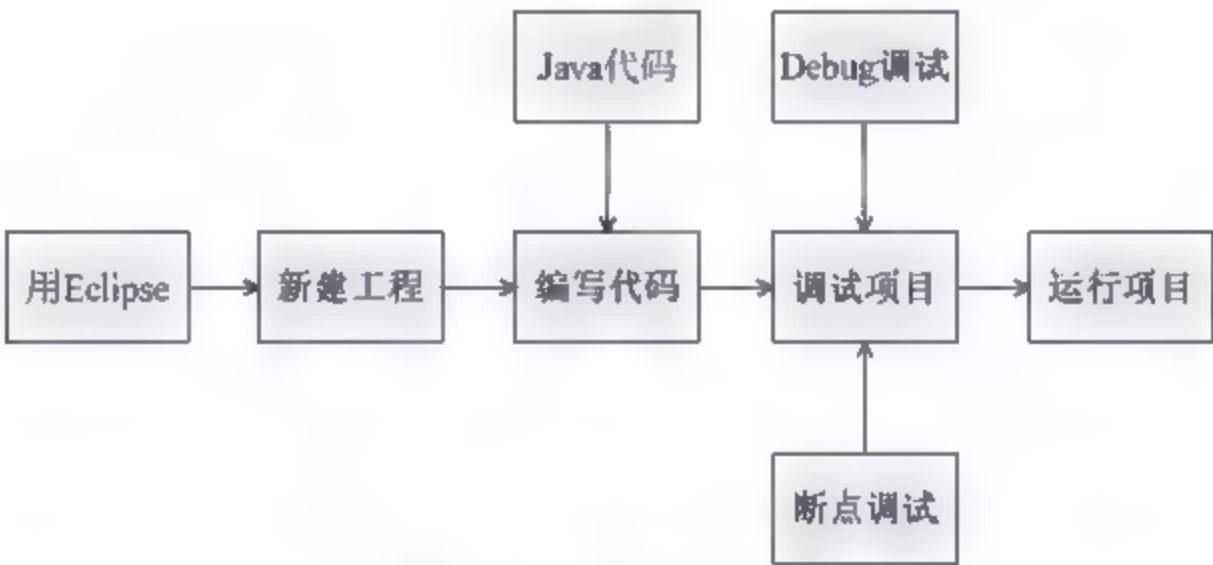 Java代码
Debug调试
用Eclipse
新建工程
编写代码
调试项目
运行项目
断点调试